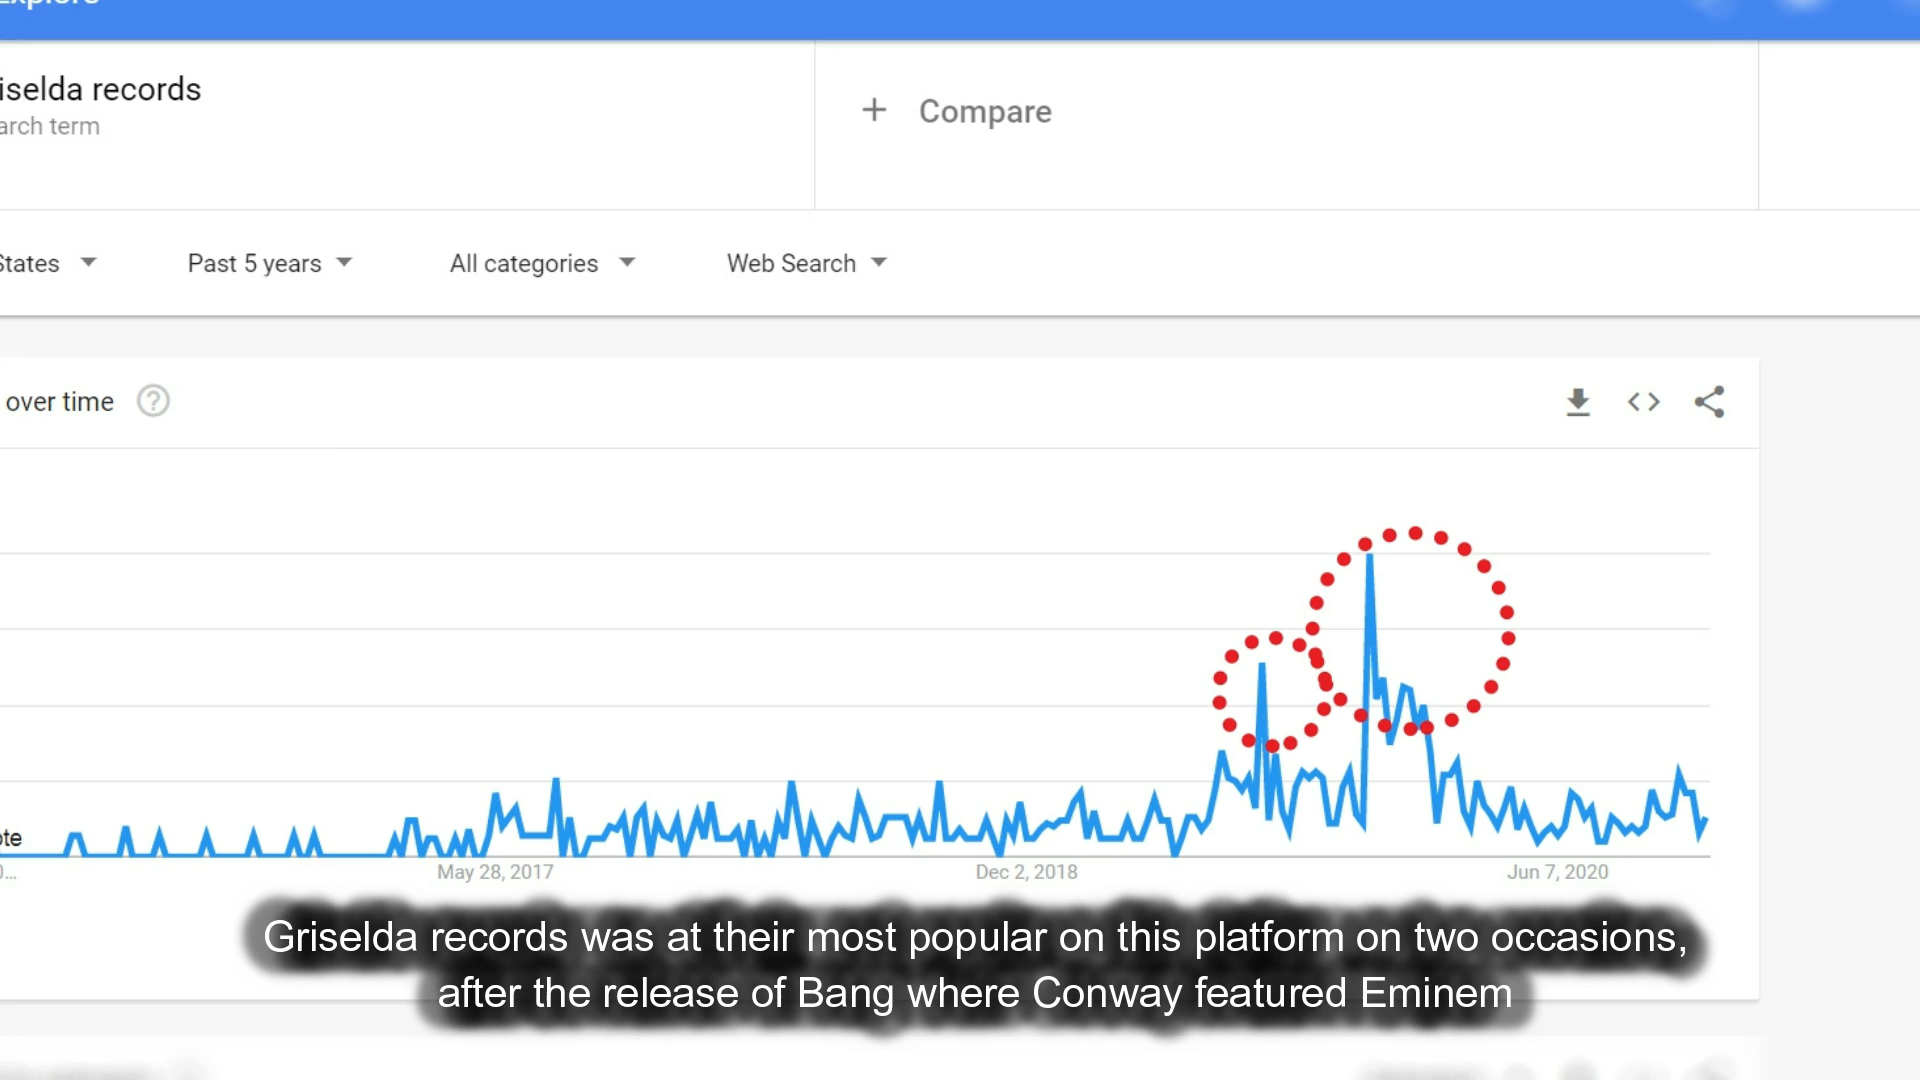 iselda records
arch term
+ Compare
States
Past 5 years
All categories
Web Search
over time
ote
May 28, 2017
Dec 2, 2018
Jun 7, 2020
Griselda records was at their most popular on this platform on two occasions,
after the release of Bang where Conway featured Eminem